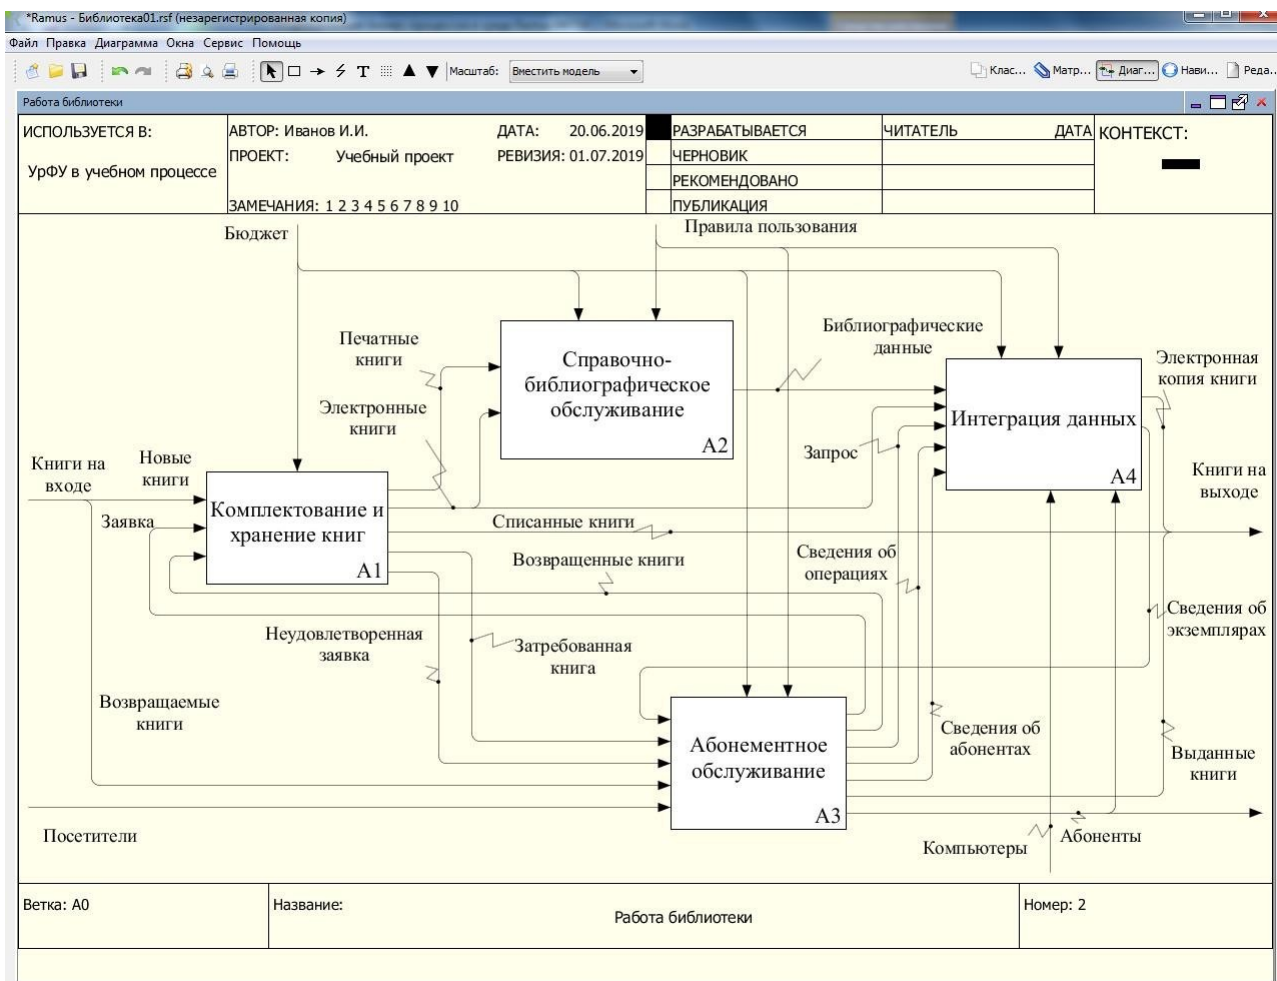 *Ramus - Библиотека01.rsf (незарегистрированная копия)
Файл Правка Диаграмма Окна Сервис Помощь
Масштаб: Вместить модель Клас... Матр... Диаг... Нави... Реда...
Работа библиотеки
ИСПОЛЬЗУЕТСЯ В: АВТОР: Иванов И.И. ДАТА: 20.06.2019 РАЗРАБАТЫВАЕТСЯ ЧИТАТЕЛЬ ДАТА КОНТЕКСТ:
ПРОЕКТ: Учебный проект РЕВИЗИЯ: 01.07.2019 ЧЕРНОВИК
УрФУ в учебном процессе
РЕКОМЕНДОВАНО
ЗАМЕЧАНИЯ: 1 2 3 4 5 6 7 8 9 10 ПУБЛИКАЦИЯ
Бюджет
Правила пользования
Печатные
книги
Справочно-
библиографическое
обслуживание
A2
Библиографические
данные
Электронная
копия книги
Электронные
книги
Интеграция данных
A4
Запрос
Книги на
входе
Новые
книги
Книги на
выходе
Заявка
Комплектование и
хранение книг
A1
Списанные книги
Возвращенные книги
Сведения об
операциях
Сведения об
экземплярах
Неудовлетворенная
заявка
Затребованная
книга
Возвращаемые
книги
Абонементное
обслуживание
A3
Сведения об
абонентах
Выданные
книги
Посетители
Компьютеры
Абоненты
Ветка: A0 Название: Работа библиотеки Номер: 2